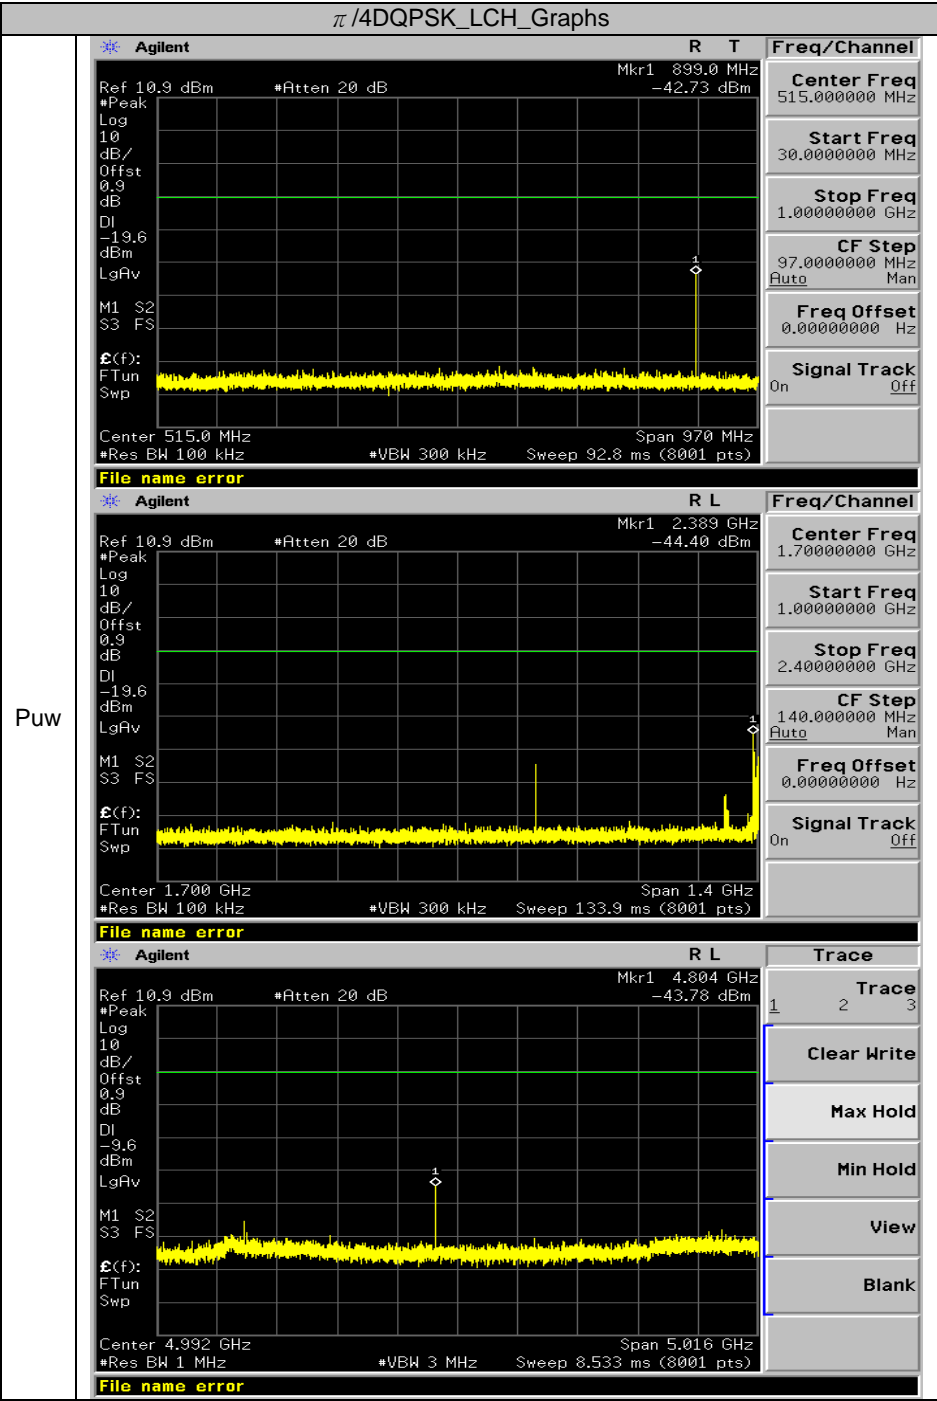 π/4DQPSK_LCH_Graphs
Puw
Agilent R T Freq/Channel
Mkr1 899.0 MHz
Ref 10.9 dBm #Atten 20 dB -42.73 dBm
#Peak
Log
10
dB/
Offst
0.9
dB
DI
-19.6
dBm
LgAv
M1 S2
S3 FS
£(f):
FTun
Swp
1
Center 515.0 MHz Span 970 MHz
#Res BW 100 kHz #VBW 300 kHz Sweep 92.8 ms (8001 pts)
File name error
Center Freq
515.000000 MHz
Start Freq
30.0000000 MHz
Stop Freq
1.00000000 GHz
CF Step
97.0000000 MHz
Auto Man
Freq Offset
0.00000000 Hz
Signal Track
On Off
Agilent R L Freq/Channel
Mkr1 2.389 GHz
Ref 10.9 dBm #Atten 20 dB -44.40 dBm
#Peak
Log
10
dB/
Offst
0.9
dB
DI
-19.6
dBm
LgAv
M1 S2
S3 FS
£(f):
FTun
Swp
1
Center 1.700 GHz Span 1.4 GHz
#Res BW 100 kHz #VBW 300 kHz Sweep 133.9 ms (8001 pts)
File name error
Center Freq
1.70000000 GHz
Start Freq
1.00000000 GHz
Stop Freq
2.40000000 GHz
CF Step
140.000000 MHz
Auto Man
Freq Offset
0.00000000 Hz
Signal Track
On Off
Agilent R L Trace
Mkr1 4.804 GHz
Ref 10.9 dBm #Atten 20 dB -43.78 dBm
#Peak
Log
10
dB/
Offst
0.9
dB
DI
-9.6
dBm
LgAv
M1 S2
S3 FS
£(f):
FTun
Swp
1
Center 4.992 GHz Span 5.016 GHz
#Res BW 1 MHz #VBW 3 MHz Sweep 8.533 ms (8001 pts)
File name error
Trace
1 2 3
Clear Write
Max Hold
Min Hold
View
Blank